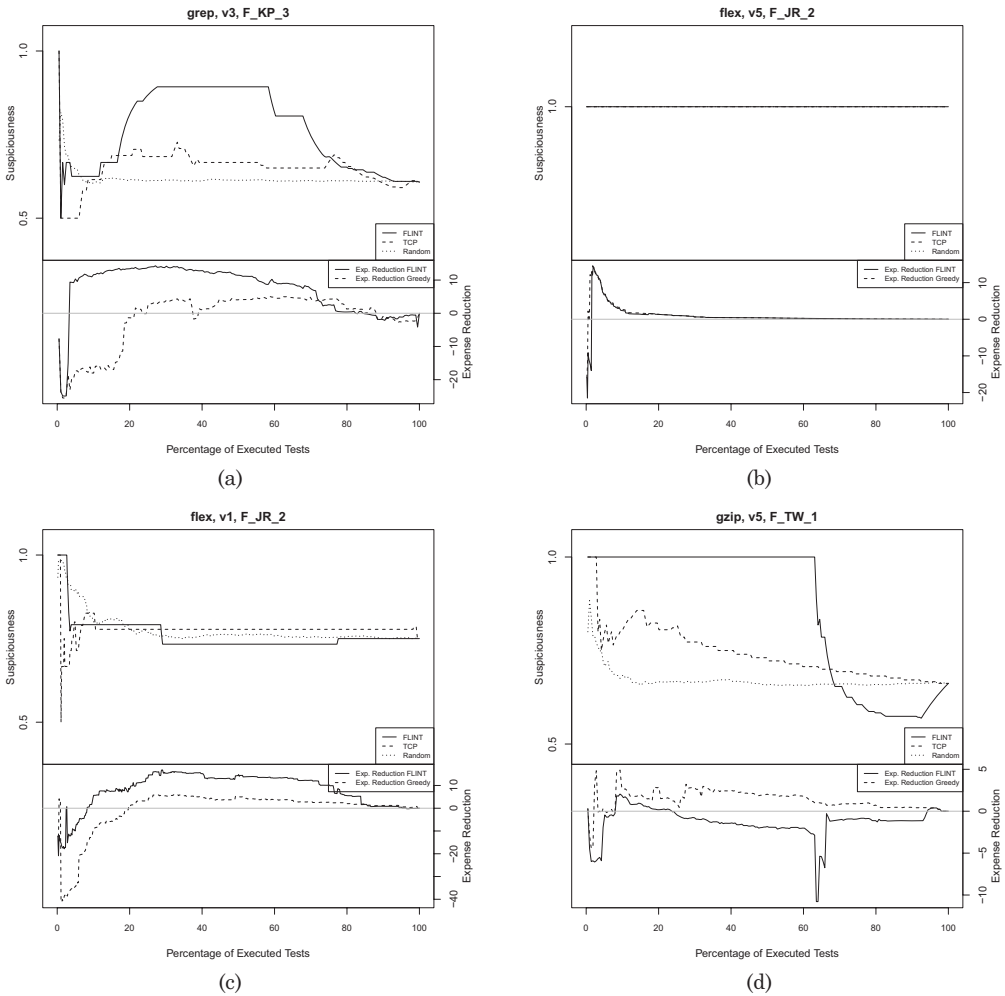 grep, v3, F_KP_3
Suspiciousness
1.0
0.5
FLINT
TCP
Random
Exp. Reduction FLINT
Exp. Reduction Greedy
Expense Reduction
10
0
−10
−20
0 20 40 60 80 100
Percentage of Executed Tests
(a)
flex, v5, F_JR_2
Suspiciousness
1.0
FLINT
TCP
Random
Exp. Reduction FLINT
Exp. Reduction Greedy
Expense Reduction
10
0
−10
−20
0 20 40 60 80 100
Percentage of Executed Tests
(b)
flex, v1, F_JR_2
Suspiciousness
1.0
0.5
FLINT
TCP
Random
Exp. Reduction FLINT
Exp. Reduction Greedy
Expense Reduction
10
0
−20
−40
0 20 40 60 80 100
Percentage of Executed Tests
(c)
gzip, v5, F_TW_1
Suspiciousness
1.0
0.5
FLINT
TCP
Random
Exp. Reduction FLINT
Exp. Reduction Greedy
Expense Reduction
5
0
−5
−10
0 20 40 60 80 100
Percentage of Executed Tests
(d)